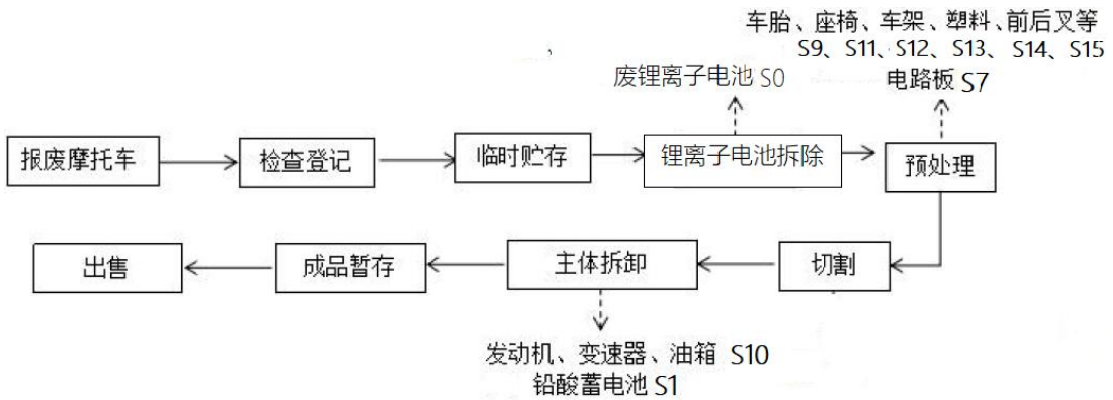 车胎、座椅、车架、塑料、前后叉等
S9、S11、S12、S13、S14、S15
废锂离子电池 S0
电路板 S7
报废摩托车
检查登记
临时贮存
锂离子电池拆除
预处理
出售
成品暂存
主体拆卸
切割
发动机、变速器、油箱 S10
铅酸蓄电池 S1